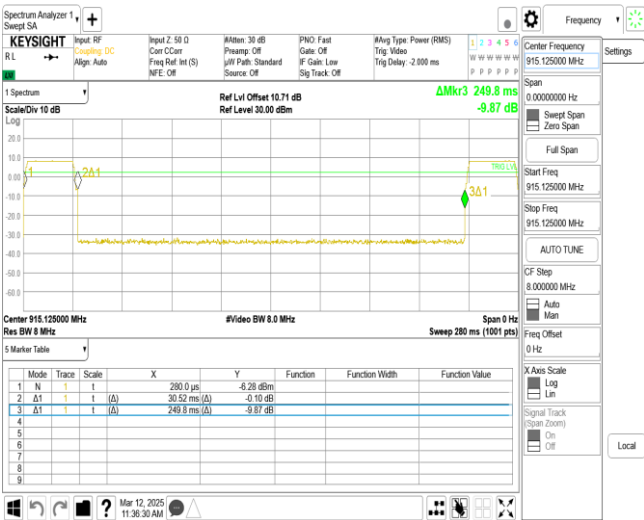 Spectrum Analyzer 1
Swept SA
+
Frequency
KEYSIGHT
R L
Input: RF
Coupling: DC
Align: Auto
Input Z: 50 Ω
Corr CCorr
Freq Ref: Int (S)
NFE: Off
#Atten: 30 dB
Preamp: Off
µW Path: Standard
Source: Off
PNO: Fast
Gate: Off
IF Gain: Low
Sig Track: Off
#Avg Type: Power (RMS)
Trig: Video
Trig Delay: -2.000 ms
1 2 3 4 5 6
W W W W W W
P P P P P P
Center Frequency
915.125000 MHz
Settings
1 Spectrum
Scale/Div 10 dB
Ref Lvl Offset 10.71 dB
Ref Level 30.00 dBm
ΔMkr3 249.8 ms
-9.87 dB
Span
0.00000000 Hz
Swept Span
Zero Span
Full Span
Start Freq
915.125000 MHz
Stop Freq
915.125000 MHz
AUTO TUNE
CF Step
8.000000 MHz
Auto
Man
Freq Offset
0 Hz
X Axis Scale
Log
Lin
Signal Track
(Span Zoom)
On
Off
Local
Log
20.0
10.0
0.00
-10.0
-20.0
-30.0
-40.0
-50.0
-60.0
1
2Δ1
3Δ1
TRIG LVL
Center 915.125000 MHz
Res BW 8 MHz
#Video BW 8.0 MHz
Span 0 Hz
Sweep 280 ms (1001 pts)
5 Marker Table
Mode Trace Scale X Y Function Function Width Function Value
1 N 1 t 280.0 µs -6.28 dBm
2 Δ1 1 t (Δ) 30.52 ms (Δ) -0.10 dB
3 Δ1 1 t (Δ) 249.8 ms (Δ) -9.87 dB
4
5
6
7
8
9
?
Mar 12, 2025
11:36:30 AM